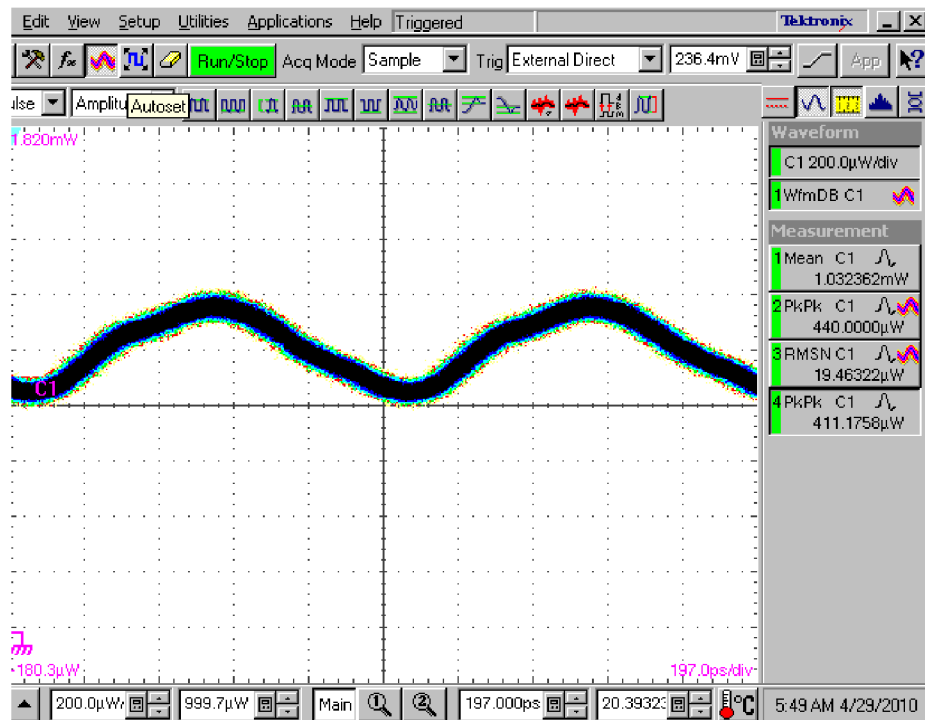 Edit View Setup Utilities Applications Help Triggered Tektronix
Run/Stop Acq Mode Sample Trig External Direct 236.4mV App
ulse Amplitu Autoset
1.820mW
Waveform
C1 200.0µW/div
1 WfmDB C1
Measurement
1 Mean C1
1.032362mW
2 PkPk C1
440.0000µW
3 RMSN C1
19.46322µW
4 PkPk C1
411.1758µW
C1
-180.3µW
197.0ps/div
200.0µW/ 999.7µW Main 1 2 197.000ps 20.3932 °C 5:49 AM 4/29/2010